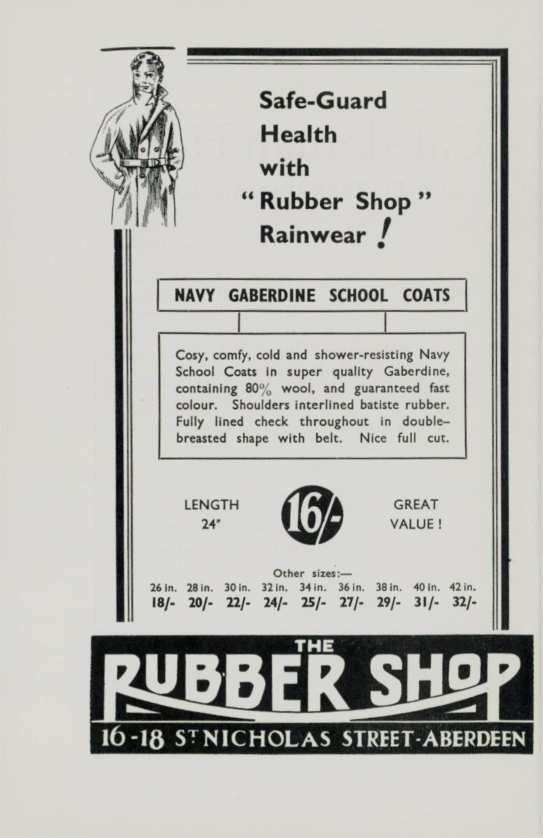 Safe-Guard
Health
with
“Rubber Shop”
Rainwear !
NAVY GABERDINE SCHOOL COATS
Cosy, comfy, cold and shower-resisting Navy
School Coats in super quality Gaberdine,
containing 80% wool, and guaranteed fast
colour. Shoulders interlined batiste rubber.
Fully lined check throughout in double-
breasted shape with belt. Nice full cut.
LENGTH
24"
16/-
GREAT
VALUE !
Other sizes:—
26 in. 28 in. 30 in. 32 in. 34 in. 36 in. 38 in. 40 in. 42 in.
18/- 20/- 22/- 24/- 25/- 27/- 29/- 31/- 32/-
THE
RUBBER SHOP
16-18 ST NICHOLAS STREET-ABERDEEN